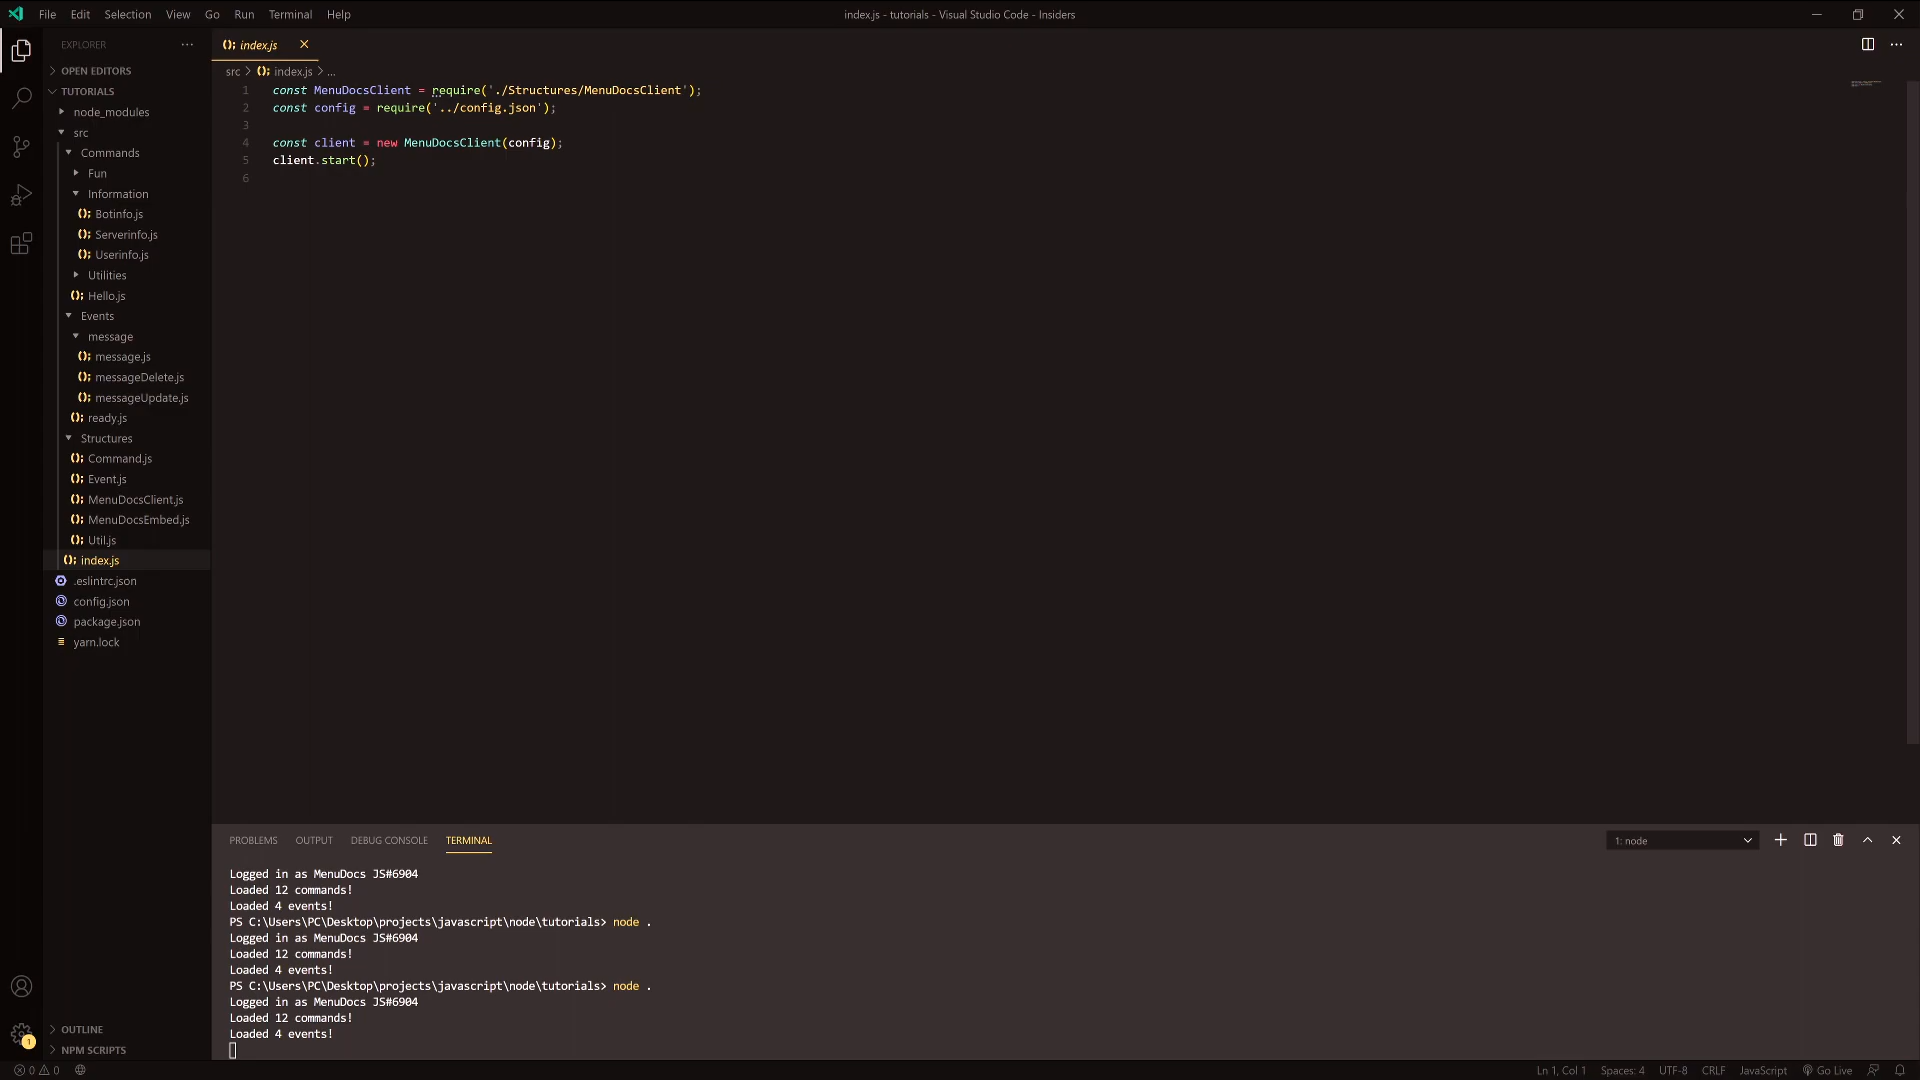 File Edit Selection View Go Run Terminal Help
index.js - tutorials - Visual Studio Code - Insiders
EXPLORER
OPEN EDITORS
TUTORIALS
node_modules
src
Commands
Fun
Information
Botinfo.js
Serverinfo.js
Userinfo.js
Utilities
Hello.js
Events
message
message.js
messageDelete.js
messageUpdate.js
ready.js
Structures
Command.js
Event.js
MenuDocsClient.js
MenuDocsEmbed.js
Util.js
index.js
.eslintrc.json
config.json
package.json
yarn.lock
OUTLINE
NPM SCRIPTS
index.js
src > index.js > ...
1 const MenuDocsClient = require('./Structures/MenuDocsClient');
2 const config = require('../config.json');
3
4 const client = new MenuDocsClient(config);
5 client.start();
6
PROBLEMS OUTPUT DEBUG CONSOLE TERMINAL
1: node
Logged in as MenuDocs JS#6904
Loaded 12 commands!
Loaded 4 events!
PS C:\Users\PC\Desktop\projects\javascript\node\tutorials> node .
Logged in as MenuDocs JS#6904
Loaded 12 commands!
Loaded 4 events!
PS C:\Users\PC\Desktop\projects\javascript\node\tutorials> node .
Logged in as MenuDocs JS#6904
Loaded 12 commands!
Loaded 4 events!
1
0 0
Ln 1, Col 1 Spaces: 4 UTF-8 CRLF JavaScript Go Live